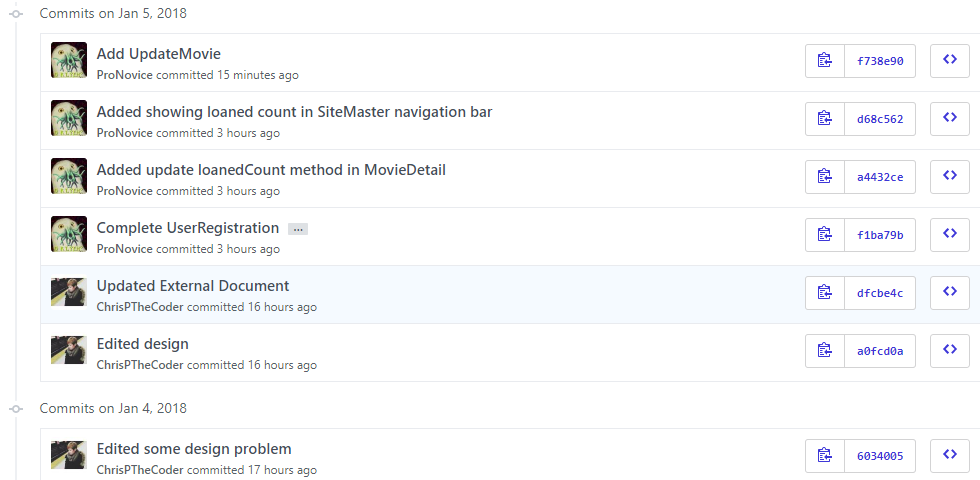 Commits on Jan 5, 2018
Add UpdateMovie
ProNovice committed 15 minutes ago
f738e90
Added showing loaned count in SiteMaster navigation bar
ProNovice committed 3 hours ago
d68c562
Added update loanedCount method in MovieDetail
ProNovice committed 3 hours ago
a4432ce
Complete UserRegistration ...
ProNovice committed 3 hours ago
f1ba79b
Updated External Document
ChrisPTheCoder committed 16 hours ago
dfcbe4c
Edited design
ChrisPTheCoder committed 16 hours ago
a0fcd0a
Commits on Jan 4, 2018
Edited some design problem
ChrisPTheCoder committed 17 hours ago
6034005